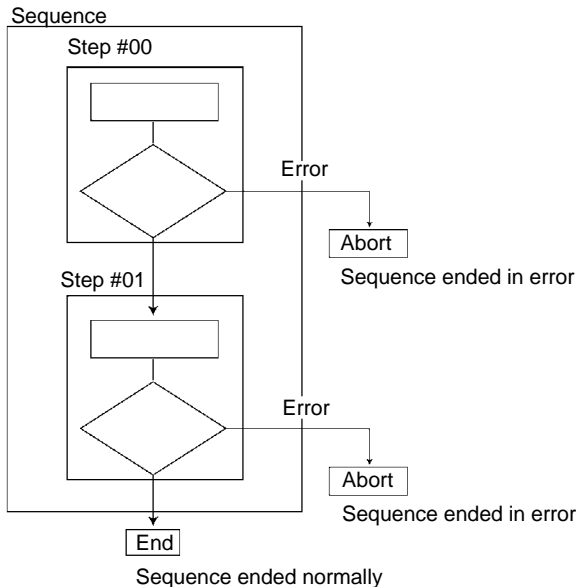 Sequence
Step #00
Error
Abort
Sequence ended in error
Step #01
Error
Abort
Sequence ended in error
End
Sequence ended normally